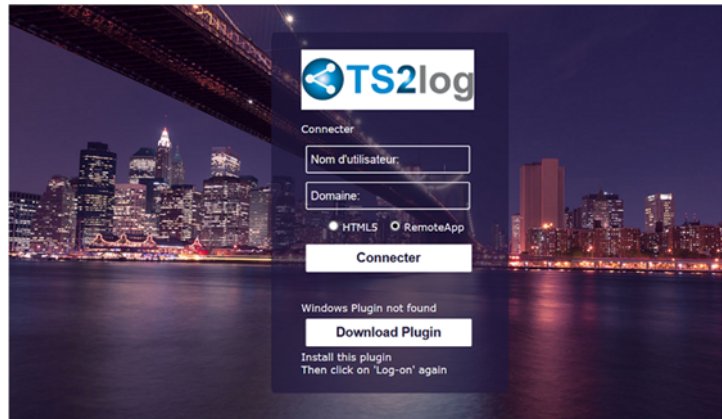 TS2log
Connecter
Nom d'utilisateur:
Domaine:
HTML5 RemoteApp
Connecter
Windows Plugin not found
Download Plugin
Install this plugin
Then click on 'Log-on' again